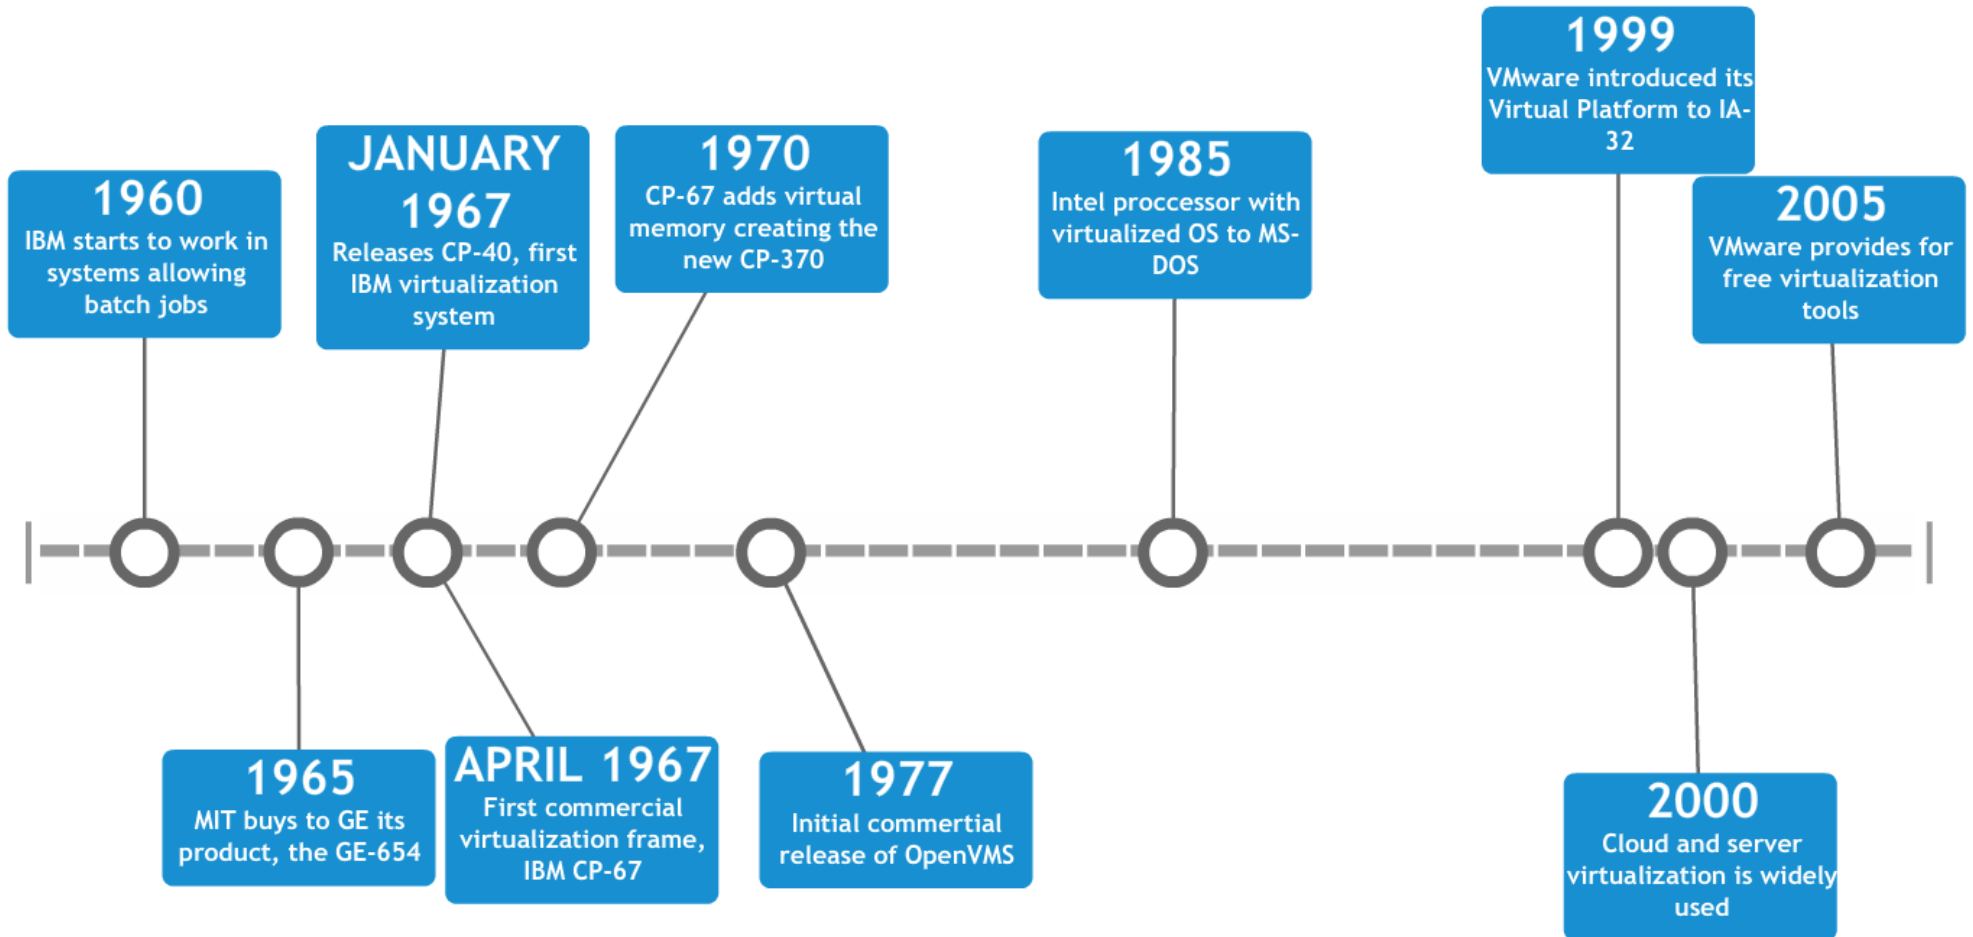 1960
IBM starts to work in
systems allowing
batch jobs
1965
MIT buys to GE its
product, the GE-654
JANUARY
1967
Releases CP-40, first
IBM virtualization
system
APRIL 1967
First commercial
virtualization frame,
IBM CP-67
1970
CP-67 adds virtual
memory creating the
new CP-370
1977
Initial commertial
release of OpenVMS
1985
Intel proccessor with
virtualized OS to MS-
DOS
1999
VMware introduced its
Virtual Platform to IA-
32
2000
Cloud and server
virtualization is widely
used
2005
VMware provides for
free virtualization
tools